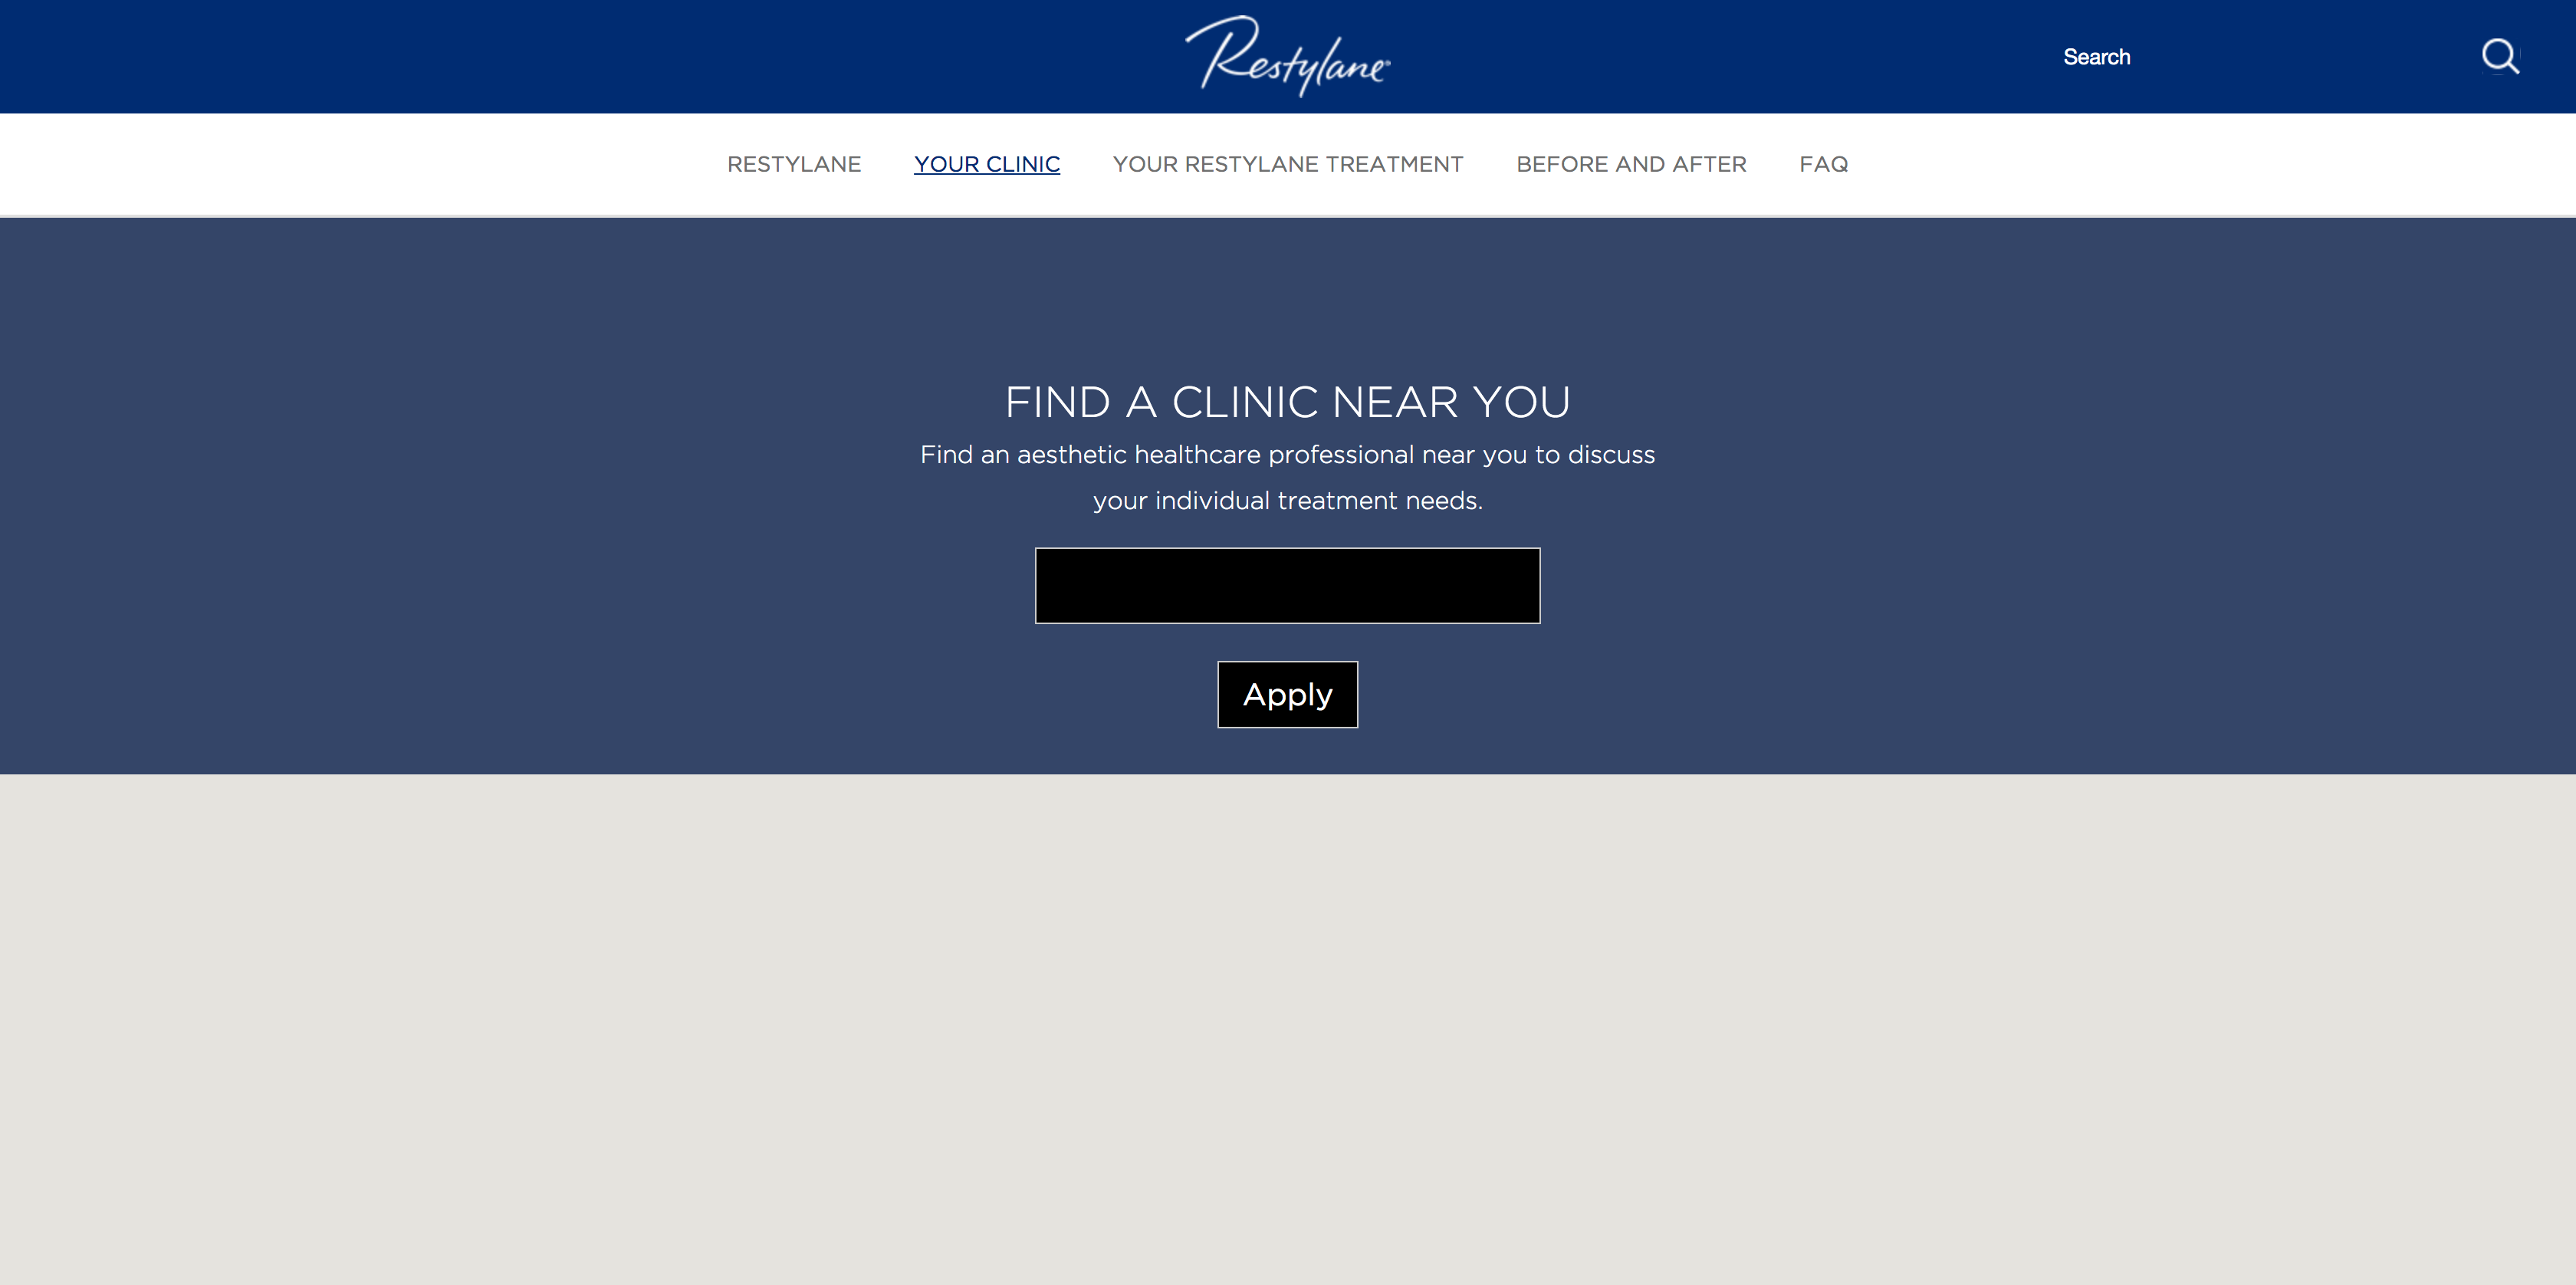 Restylane®
Search
RESTYLANE YOUR CLINIC YOUR RESTYLANE TREATMENT BEFORE AND AFTER FAQ
FIND A CLINIC NEAR YOU
Find an aesthetic healthcare professional near you to discuss
your individual treatment needs.
Apply